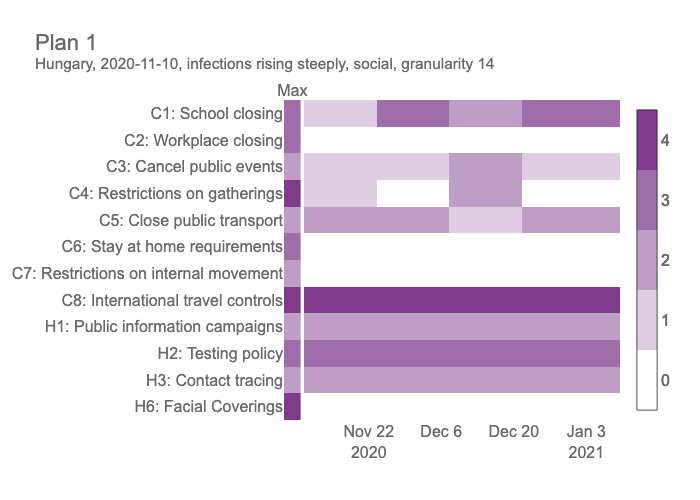 Plan 1
Hungary, 2020-11-10, infections rising steeply, social, granularity 14
Max
C1: School closing
C2: Workplace closing
C3: Cancel public events
C4: Restrictions on gatherings
C5: Close public transport
C6: Stay at home requirements
C7: Restrictions on internal movement
C8: International travel controls
H1: Public information campaigns
H2: Testing policy
H3: Contact tracing
H6: Facial Coverings
4
3
2
1
0
Nov 22 Dec 6 Dec 20 Jan 3
2020 2021